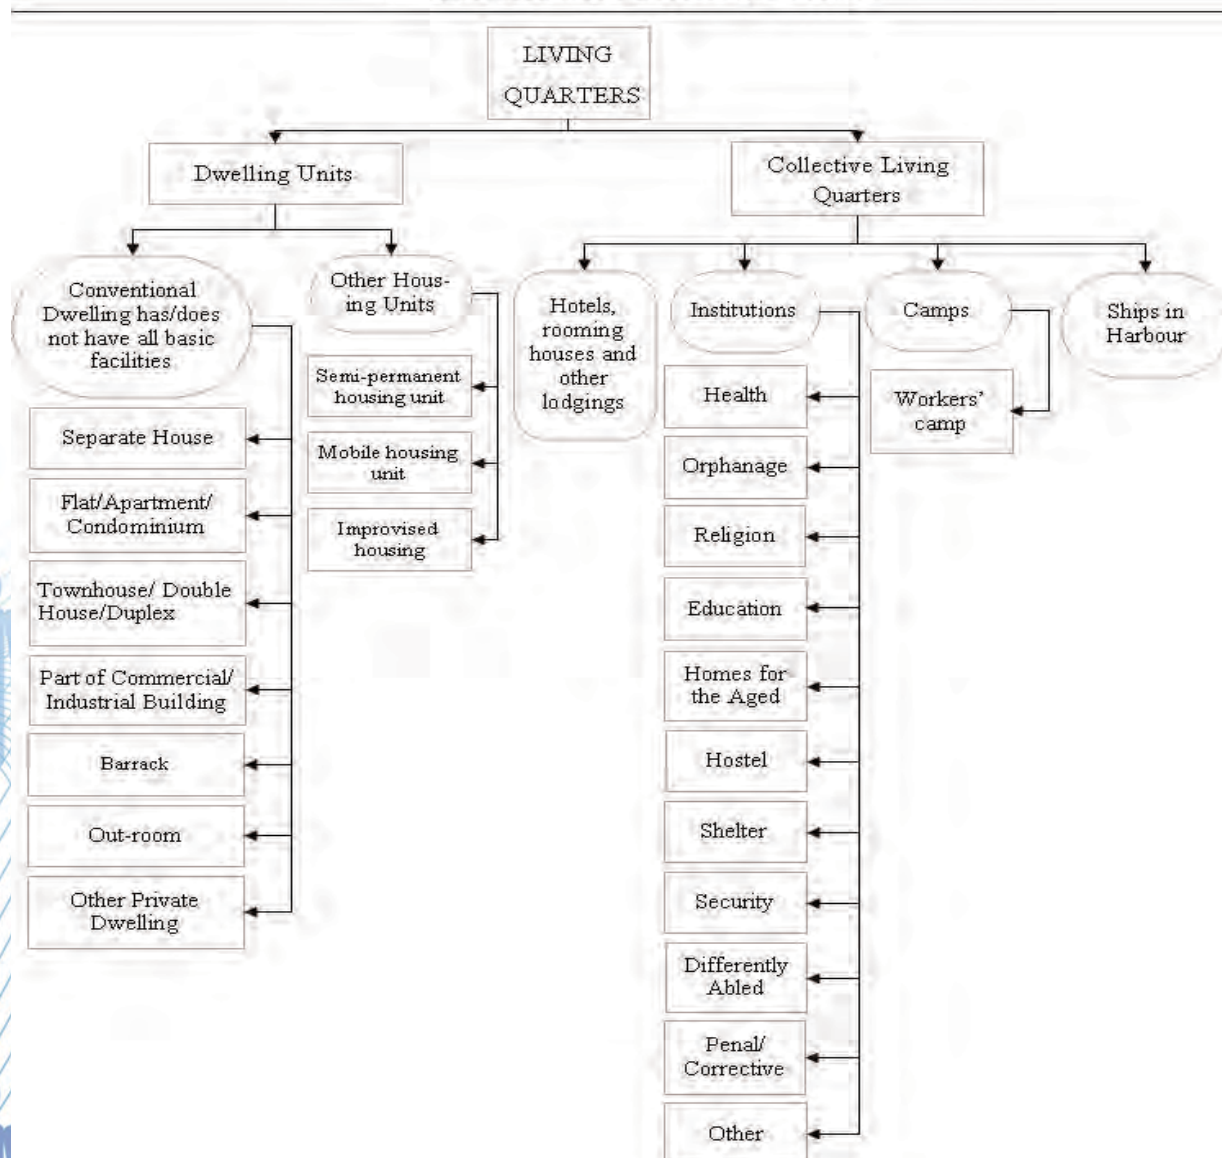 LIVING
QUARTERS
Dwelling Units
Collective Living
Quarters
Conventional
Dwelling has/does
not have all basic
facilities
Other Hous-
ing Units
Hotels,
rooming
houses and
other
lodgings
Institutions
Camps
Ships in
Harbour
Separate House
Flat/Apartment/
Condominium
Townhouse/ Double
House/Duplex
Part of Commercial/
Industrial Building
Barrack
Out-room
Other Private
Dwelling
Semi-permanent
housing unit
Mobile housing
unit
Improvised
housing
Health
Orphanage
Religion
Education
Homes for
the Aged
Hostel
Shelter
Security
Differently
Abled
Penal/
Corrective
Other
Workers’
camp